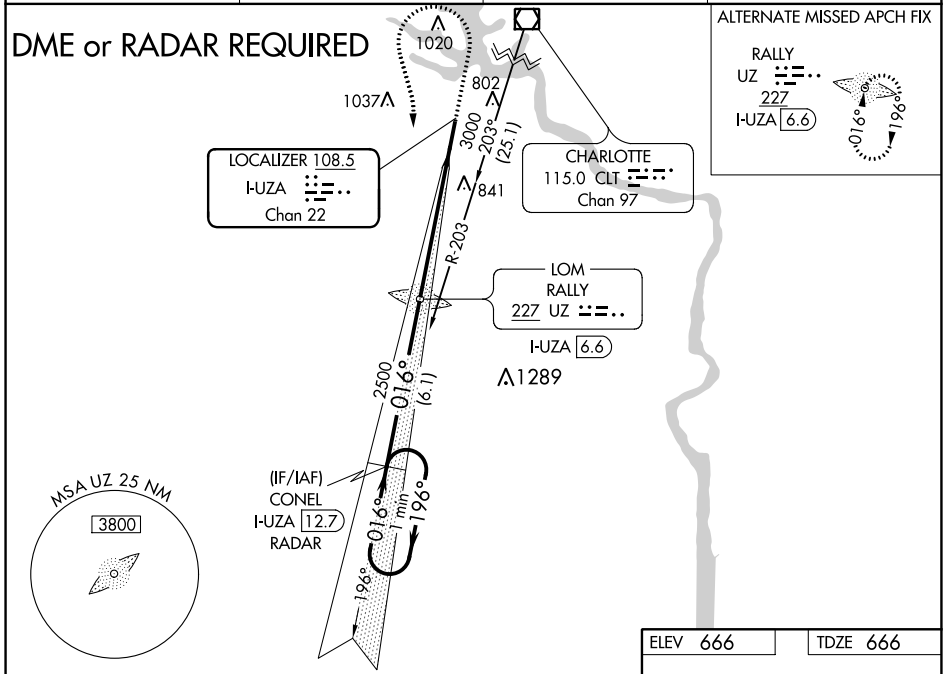 DME or RADAR REQUIRED
1020
1037
802
3000
203°
(25.1)
841
R-203
LOCALIZER 108.5
I-UZA
Chan 22
CHARLOTTE
115.0 CLT
Chan 97
ALTERNATE MISSED APCH FIX
RALLY
UZ
227
I-UZA 6.6
016°
196°
LOM
RALLY
227 UZ
I-UZA 6.6
1289
2500
016°
(6.1)
(IF/IAF)
CONEL
I-UZA 12.7
RADAR
016°
1 min
196°
196°
MSA UZ 25 NM
3800
ELEV 666
TDZE 666